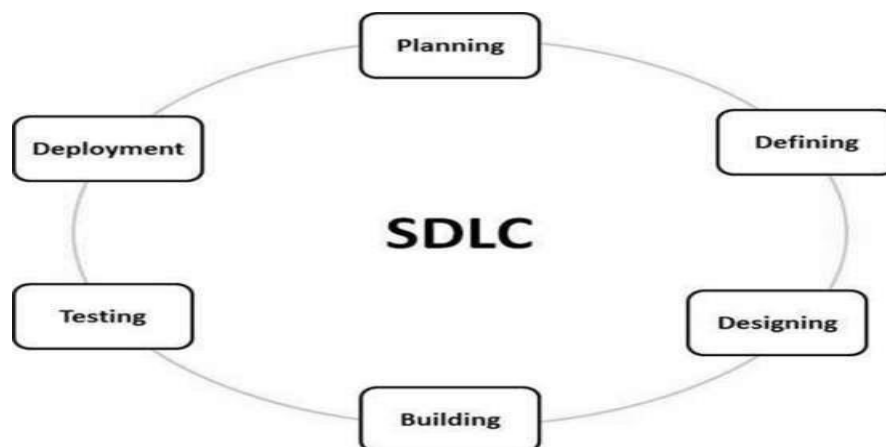 Planning
Defining
Designing
Building
Testing
Deployment
SDLC